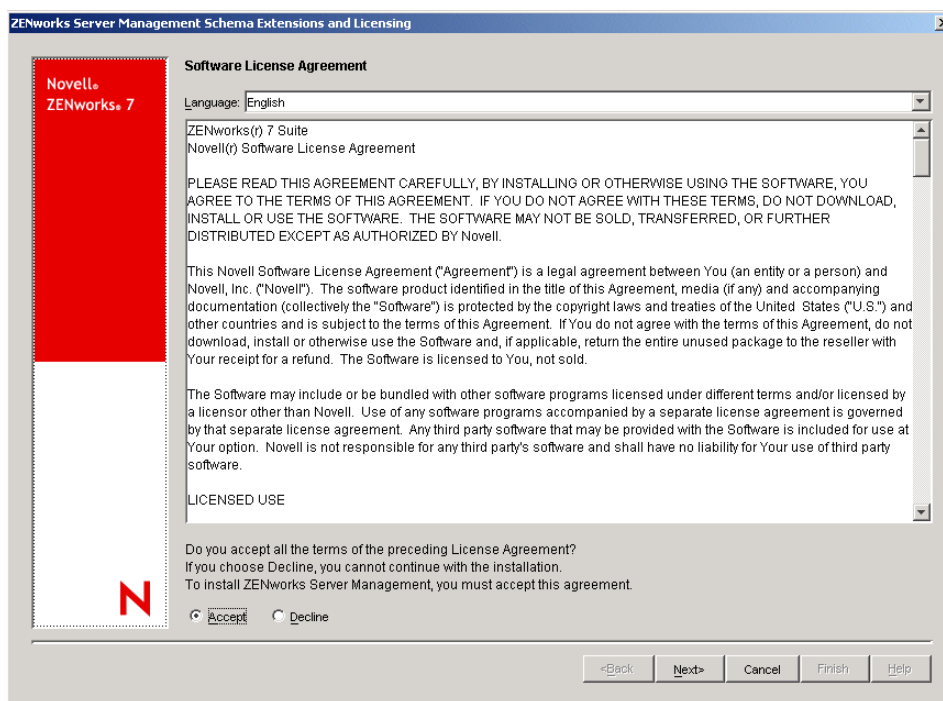 ZENworks Server Management Schema Extensions and Licensing
Novell®
ZENworks® 7
Software License Agreement
Language: English
ZENworks(r) 7 Suite
Novell(r) Software License Agreement
PLEASE READ THIS AGREEMENT CAREFULLY, BY INSTALLING OR OTHERWISE USING THE SOFTWARE, YOU
AGREE TO THE TERMS OF THIS AGREEMENT.  IF YOU DO NOT AGREE WITH THESE TERMS, DO NOT DOWNLOAD,
INSTALL OR USE THE SOFTWARE.  THE SOFTWARE MAY NOT BE SOLD, TRANSFERRED, OR FURTHER
DISTRIBUTED EXCEPT AS AUTHORIZED BY Novell.
This Novell Software License Agreement ("Agreement") is a legal agreement between You (an entity or a person) and
Novell, Inc. ("Novell").  The software product identified in the title of this Agreement, media (if any) and accompanying
documentation (collectively the "Software") is protected by the copyright laws and treaties of the United  States ("U.S.") and
other countries and is subject to the terms of this Agreement.  If You do not agree with the terms of this Agreement, do not
download, install or otherwise use the Software and, if applicable, return the entire unused package to the reseller with
Your receipt for a refund.  The Software is licensed to You, not sold.
The Software may include or be bundled with other software programs licensed under different terms and/or licensed by
a licensor other than Novell.  Use of any software programs accompanied by a separate license agreement is governed
by that separate license agreement.  Any third party software that may be provided with the Software is included for use at
Your option.  Novell is not responsible for any third party's software and shall have no liability for Your use of third party
software.
LICENSED USE
Do you accept all the terms of the preceding License Agreement?
If you choose Decline, you cannot continue with the installation.
To install ZENworks Server Management, you must accept this agreement.
Accept Decline
N
<Back Next> Cancel Finish Help